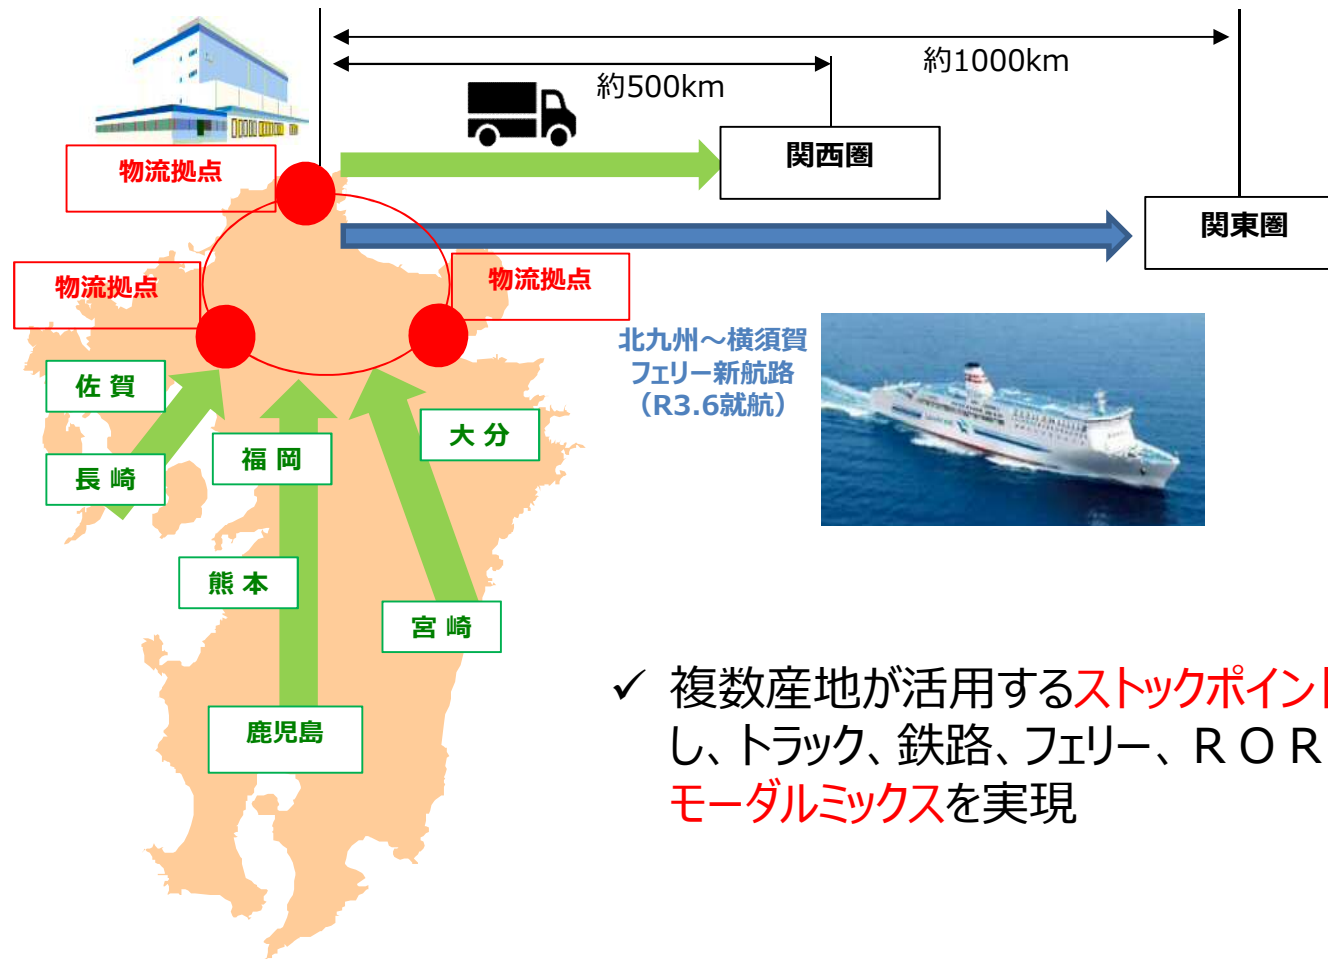 約1000km
約500km
物流拠点
関西圏
関東圏
物流拠点
物流拠点
北九州～横須賀
フェリー新航路
（R3.6就航）
佐 賀
大 分
福 岡
長 崎
熊 本
宮 崎
鹿児島
✓ 複数産地が活用するストックポイント
し、トラック、鉄路、フェリー、ＲＯＲ
モーダルミックスを実現